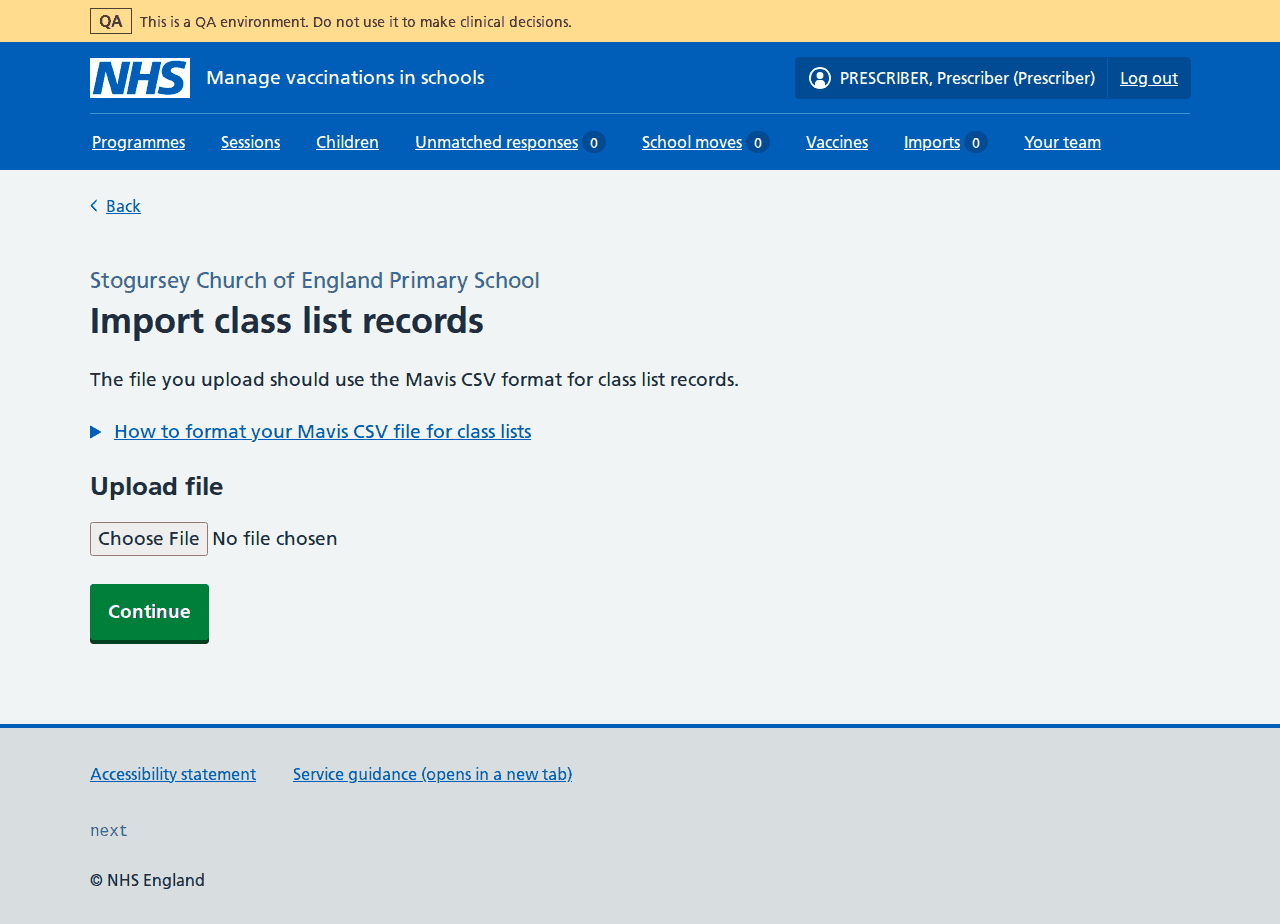 QA This is a QA environment. Do not use it to make clinical decisions.
NHS Manage vaccinations in schools PRESCRIBER, Prescriber (Prescriber) Log out
Programmes Sessions Children Unmatched responses 0 School moves 0 Vaccines Imports 0 Your team
Back
Stogursey Church of England Primary School
Import class list records
The file you upload should use the Mavis CSV format for class list records.
How to format your Mavis CSV file for class lists
Upload file
Choose File No file chosen
Continue
Accessibility statement Service guidance (opens in a new tab)
next
© NHS England